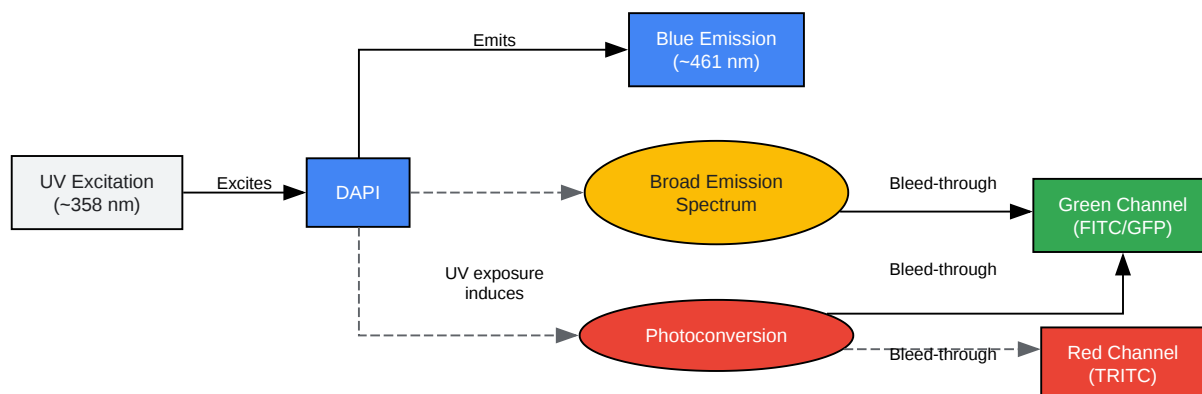 Emits
Blue Emission
(~461 nm)
UV Excitation
(~358 nm)
Excites
DAPI
Broad Emission
Spectrum
Bleed-through
Green Channel
(FITC/GFP)
UV exposure
induces
Bleed-through
Photoconversion
Bleed-through
Red Channel
(TRITC)